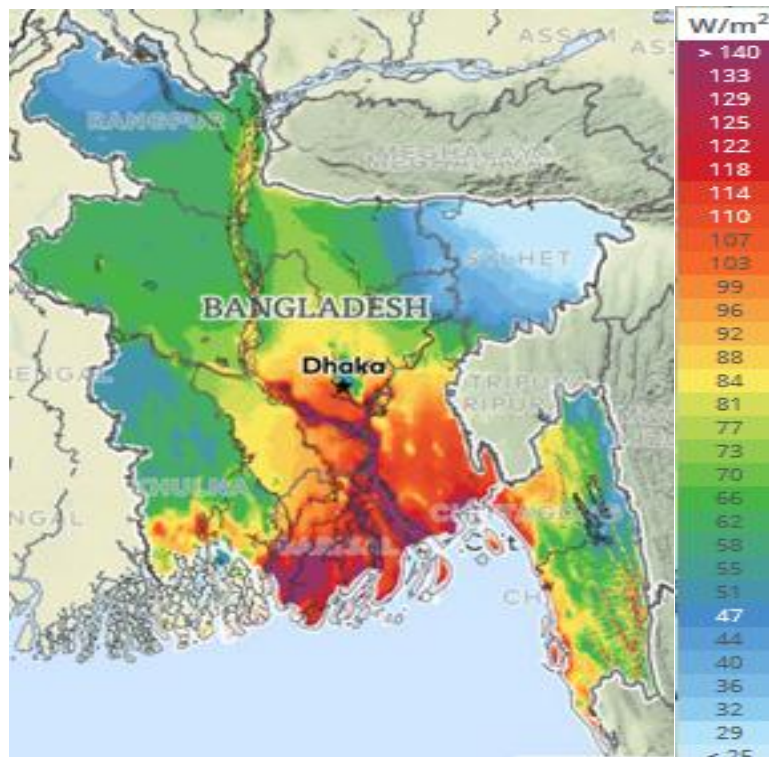 W/m²
ASSAM
> 140
133
129
125
122
118
114
110
107
103
99
96
92
88
84
81
77
73
70
66
62
58
55
51
47
44
40
36
32
29
< 25
RANGPUR
MEGHALAYA
SYLHET
BANGLADESH
Dhaka
TRIPURA
BENGAL
KHULNA
BARISAL
CHITTAGONG